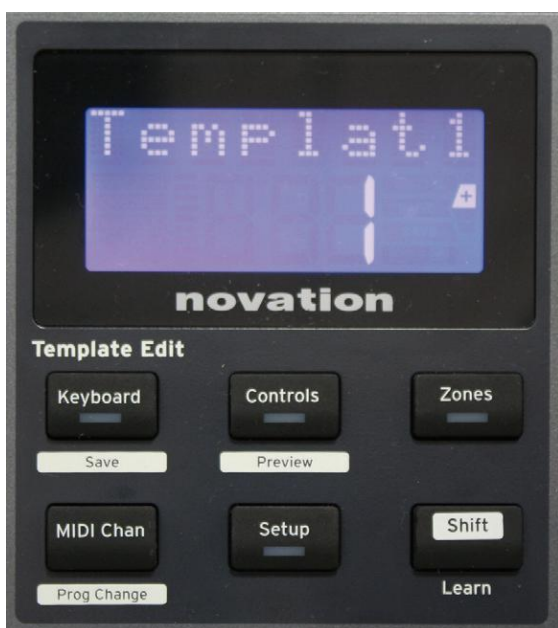 Templat1
1
+
novation
Template Edit
Keyboard
Controls
Zones
Save
Preview
MIDI Chan
Setup
Shift
Prog Change
Learn